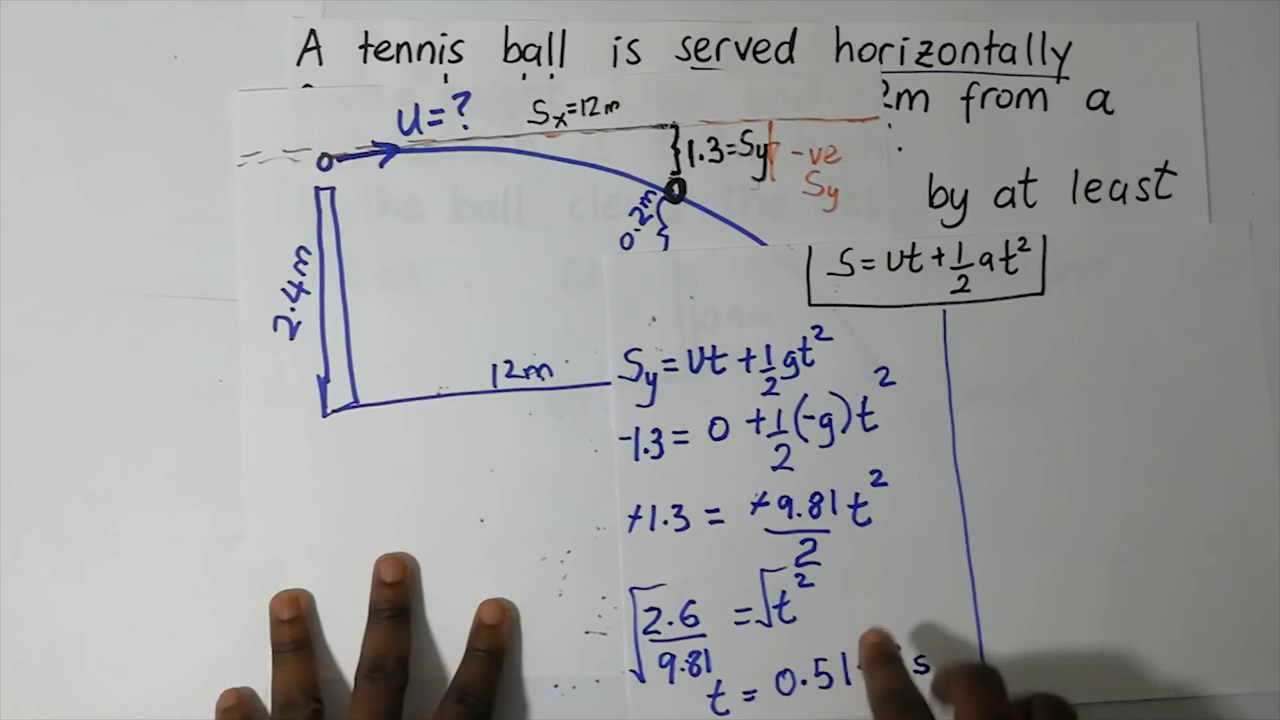 A tennis ball is served horizontally
2m from a
by at least
U=?
Sx=12m
1.3=Sy
-ve
Sy
0.2m
2.4m
12m
S=Ut+1/2at²
Sy=Ut+1/2gt²
-1.3=0+1/2(-g)t²
+1.3=+9.81t²/2
√2.6/9.81=√t²
t=0.51 s